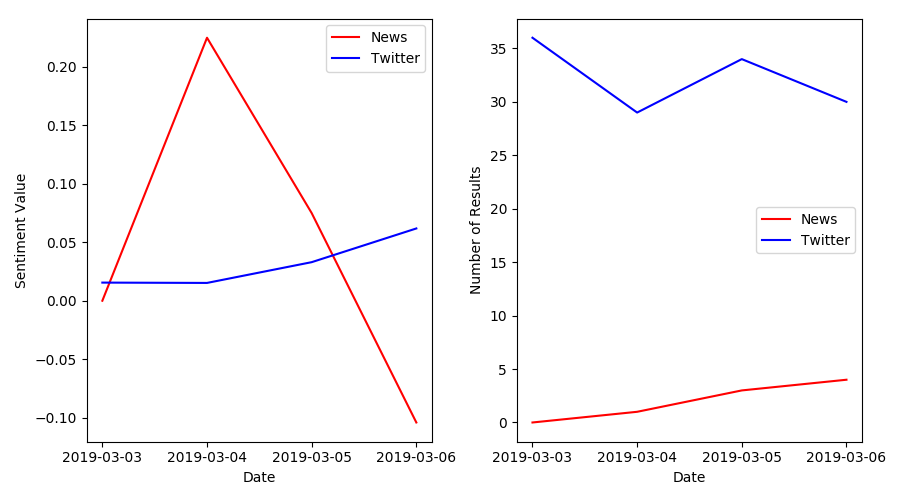 News
Twitter
0.20
0.15
0.10
0.05
0.00
−0.05
−0.10
Sentiment Value
2019-03-03 2019-03-04 2019-03-05 2019-03-06
Date
35
30
25
20
15
10
5
0
Number of Results
News
Twitter
2019-03-03 2019-03-04 2019-03-05 2019-03-06
Date